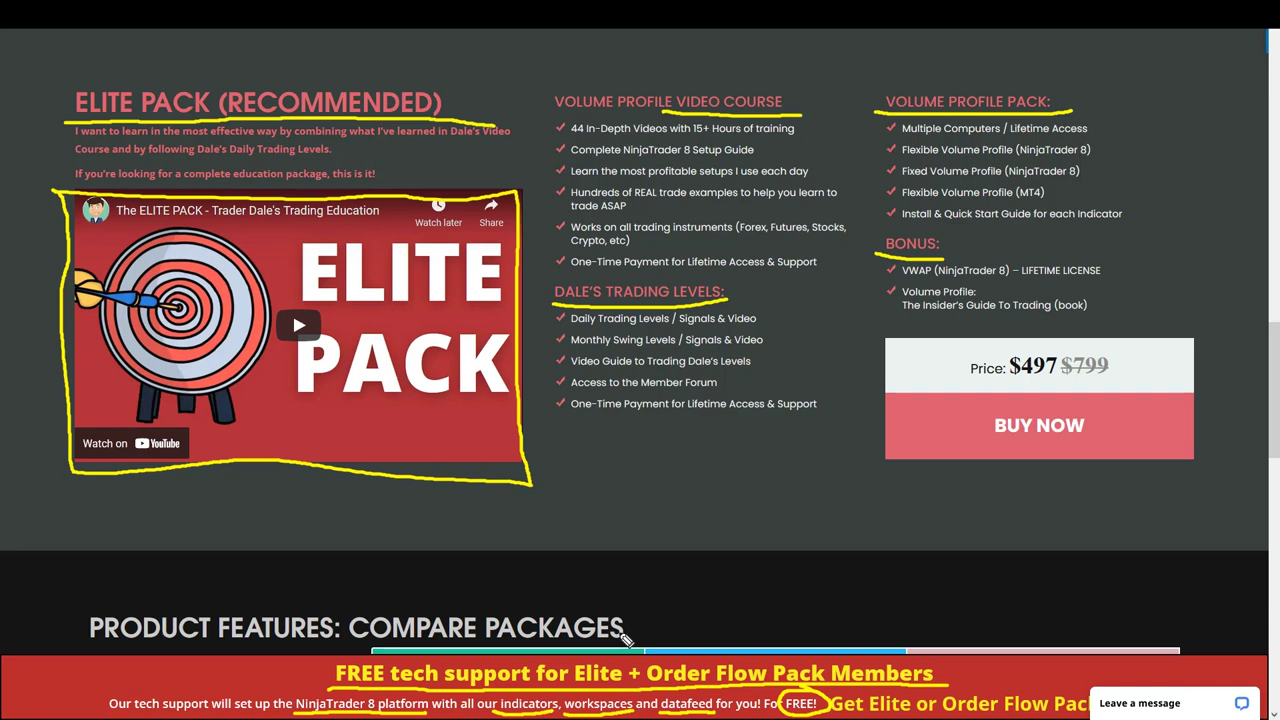 ELITE PACK (RECOMMENDED)
I want to learn in the most effective way by combining what I've learned in Dale's Video
Course and by following Dale's Daily Trading Levels.
If you're looking for a complete education package, this is it!
The ELITE PACK - Trader Dale's Trading Education
Watch later
Share
ELITE
PACK
Watch on YouTube
VOLUME PROFILE VIDEO COURSE
44 In-Depth Videos with 15+ Hours of training
Complete NinjaTrader 8 Setup Guide
Learn the most profitable setups I use each day
Hundreds of REAL trade examples to help you learn to
trade ASAP
Works on all trading instruments (Forex, Futures, Stocks,
Crypto, etc)
One-Time Payment for Lifetime Access & Support
DALE'S TRADING LEVELS:
Daily Trading Levels / Signals & Video
Monthly Swing Levels / Signals & Video
Video Guide to Trading Dale's Levels
Access to the Member Forum
One-Time Payment for Lifetime Access & Support
VOLUME PROFILE PACK:
Multiple Computers / Lifetime Access
Flexible Volume Profile (NinjaTrader 8)
Fixed Volume Profile (NinjaTrader 8)
Flexible Volume Profile (MT4)
Install & Quick Start Guide for each Indicator
BONUS:
VWAP (NinjaTrader 8) – LIFETIME LICENSE
Volume Profile:
The Insider's Guide To Trading (book)
Price: $497 $799
BUY NOW
PRODUCT FEATURES: COMPARE PACKAGES
FREE tech support for Elite + Order Flow Pack Members
Our tech support will set up the NinjaTrader 8 platform with all our indicators, workspaces and datafeed for you! For FREE!
Get Elite or Order Flow Pac
Leave a message